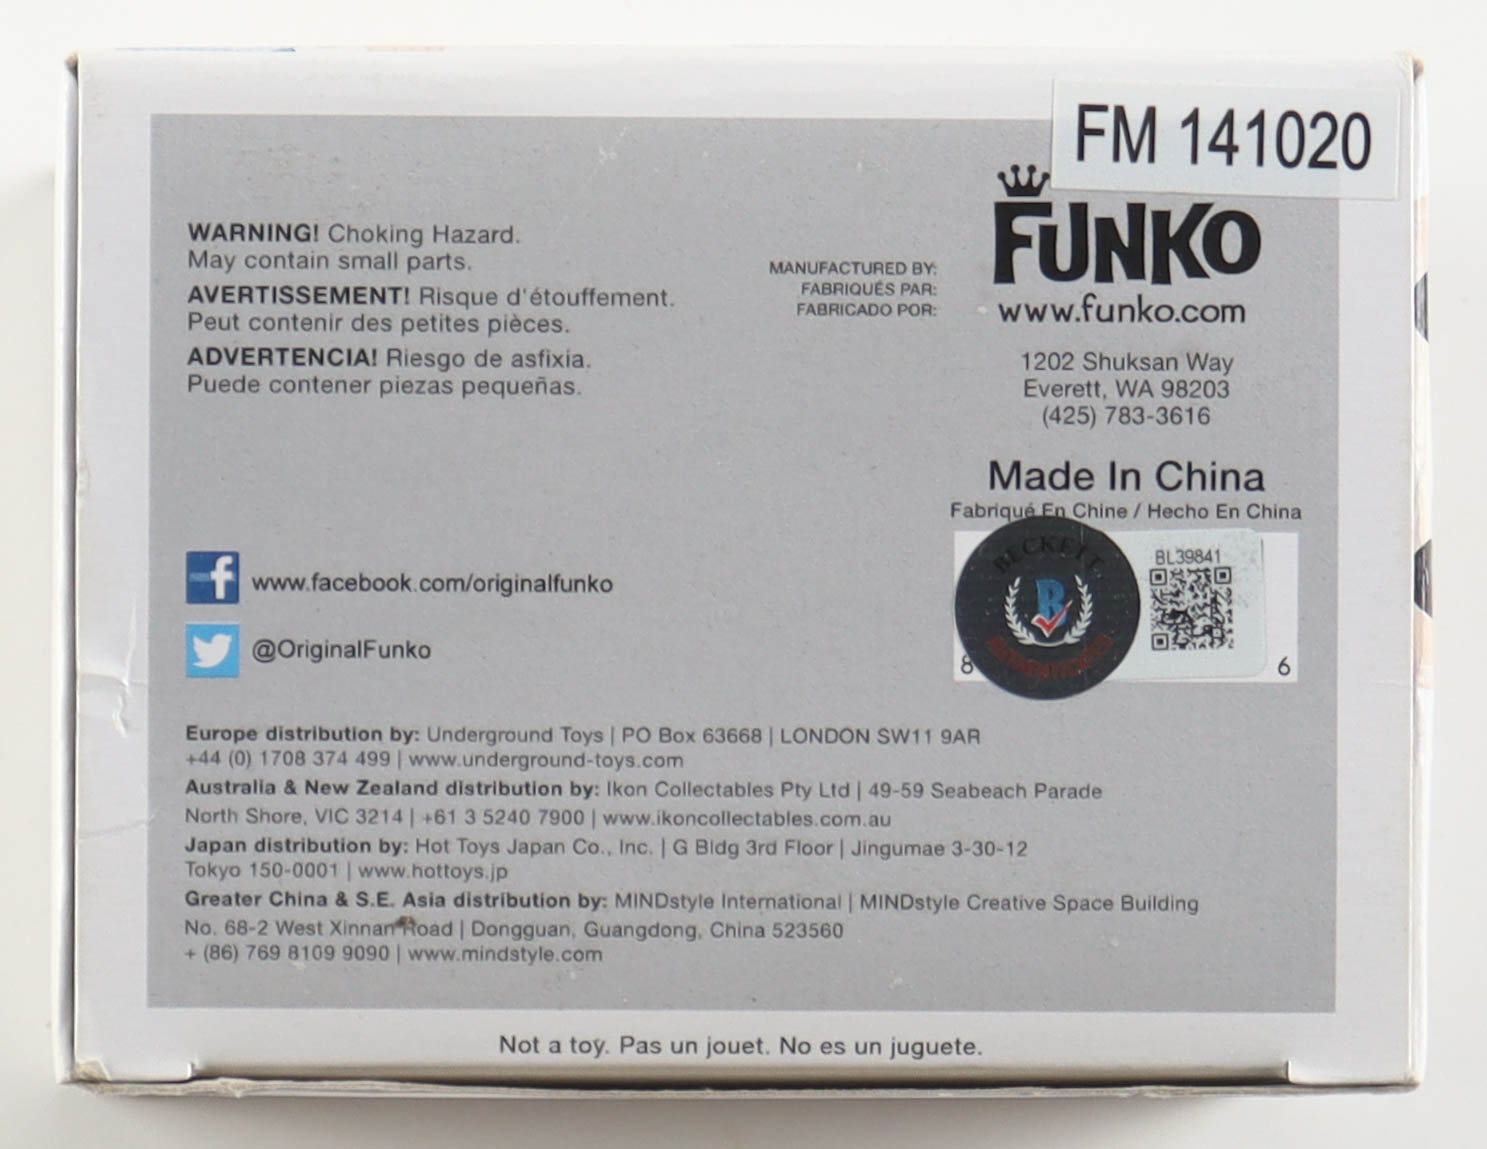 FM 141020
WARNING! Choking Hazard.
May contain small parts.
AVERTISSEMENT! Risque d'étouffement.
Peut contenir des petites pièces.
ADVERTENCIA! Riesgo de asfixia.
Puede contener piezas pequeñas.
MANUFACTURED BY:
FABRIQUÉS PAR:
FABRICADO POR:
FUNKO
www.funko.com
1202 Shuksan Way
Everett, WA 98203
(425) 783-3616
Made In China
Fabriqué En Chine / Hecho En China
BECKETT
B
AUTHENTICATED
BL39841
8 6
f www.facebook.com/originalfunko
@OriginalFunko
Europe distribution by: Underground Toys | PO Box 63668 | LONDON SW11 9AR
+44 (0) 1708 374 499 | www.underground-toys.com
Australia & New Zealand distribution by: Ikon Collectables Pty Ltd | 49-59 Seabeach Parade
North Shore, VIC 3214 | +61 3 5240 7900 | www.ikoncollectables.com.au
Japan distribution by: Hot Toys Japan Co., Inc. | G Bldg 3rd Floor | Jingumae 3-30-12
Tokyo 150-0001 | www.hottoys.jp
Greater China & S.E. Asia distribution by: MINDstyle International | MINDstyle Creative Space Building
No. 68-2 West Xinnan Road | Dongguan, Guangdong, China 523560
+ (86) 769 8109 9090 | www.mindstyle.com
Not a toy. Pas un jouet. No es un juguete.